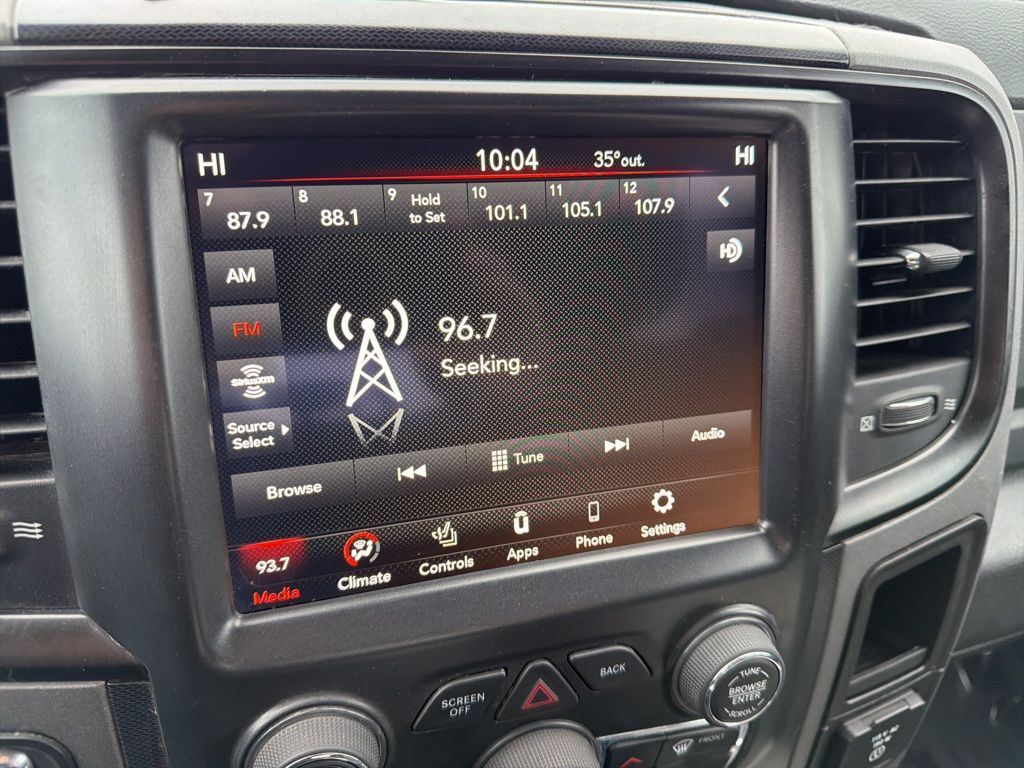 HI 10:04 35°out. HI
7 87.9 8 88.1 9 Hold to Set 10 101.1 11 105.1 12 107.9
HD
AM
FM
96.7
Seeking...
SiriusXM
Source
Select
Browse Tune Audio
93.7
Media Climate Controls Apps Phone Settings
SCREEN
OFF
BACK
TUNE
BROWSE
ENTER
SCROLL
FRONT